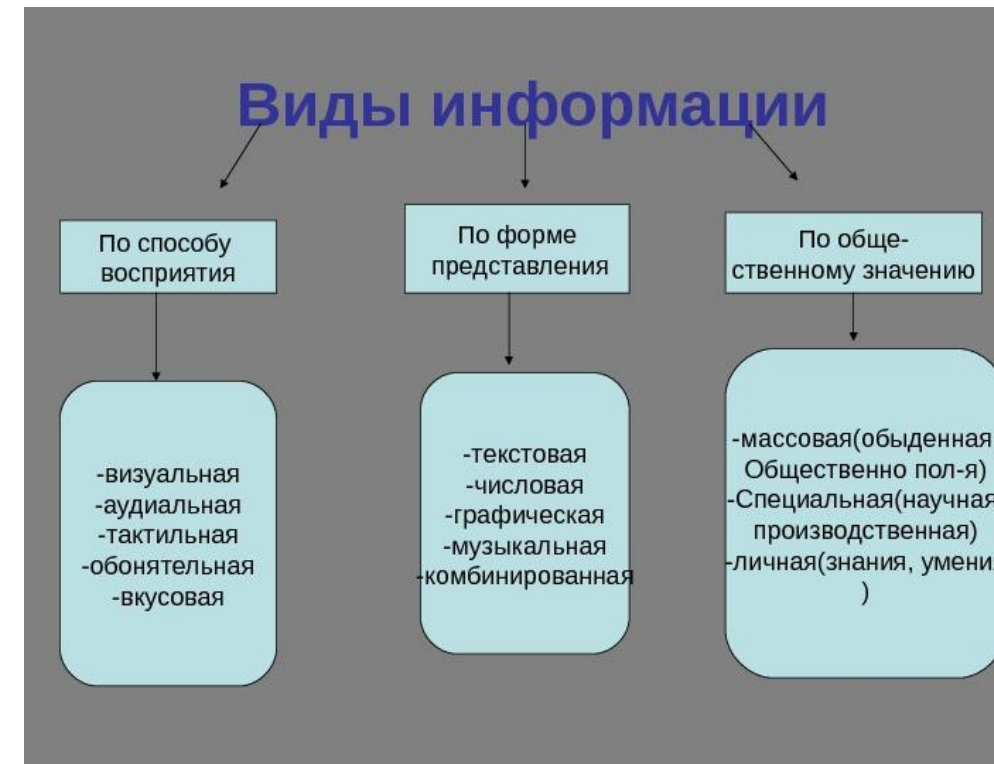 Виды информации
По способу
восприятия
-визуальная
-аудиальная
-тактильная
-обонятельная
-вкусовая
По форме
представления
-текстовая
-числовая
-графическая
-музыкальная
-комбинированная
По обще-
ственному значению
-массовая(обыденная
Общественно пол-я)
-Специальная(научная
производственная)
-личная(знания, умения
)